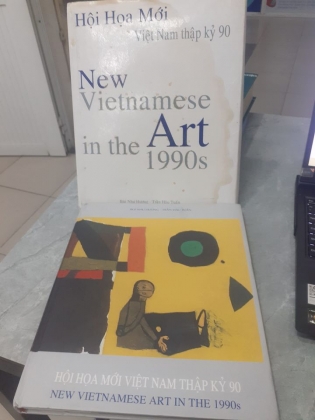 Hội Họa Mới
Việt Nam thập kỷ 90
New
Vietnamese
in the Art
1990s
HỘI HỌA MỚI VIỆT NAM THẬP KỶ 90
NEW VIETNAMESE ART IN THE 1990s